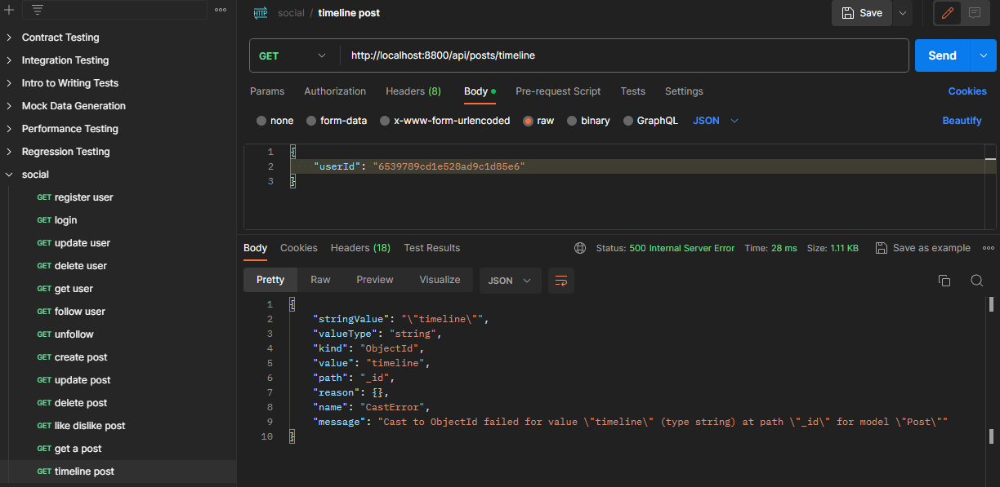 HTTP social / timeline post Save
GET http://localhost:8800/api/posts/timeline Send
Params Authorization Headers (8) Body Pre-request Script Tests Settings Cookies
none form-data x-www-form-urlencoded raw binary GraphQL JSON Beautify
1 {
2 "userId": "6539789cd1e528ad9c1d85e6"
3 }
Contract Testing
Integration Testing
Intro to Writing Tests
Mock Data Generation
Performance Testing
Regression Testing
social
GET register user
GET login
GET update user
GET delete user
GET get user
GET follow user
GET unfollow
GET create post
GET update post
GET delete post
GET like dislike post
GET get a post
GET timeline post
Body Cookies Headers (18) Test Results Status: 500 Internal Server Error Time: 28 ms Size: 1.11 KB Save as example
Pretty Raw Preview Visualize JSON
1 {
2 "stringValue": "\"timeline\"",
3 "valueType": "string",
4 "kind": "ObjectId",
5 "value": "timeline",
6 "path": "_id",
7 "reason": {},
8 "name": "CastError",
9 "message": "Cast to ObjectId failed for value \"timeline\" (type string) at path \"_id\" for model \"Post\""
10 }